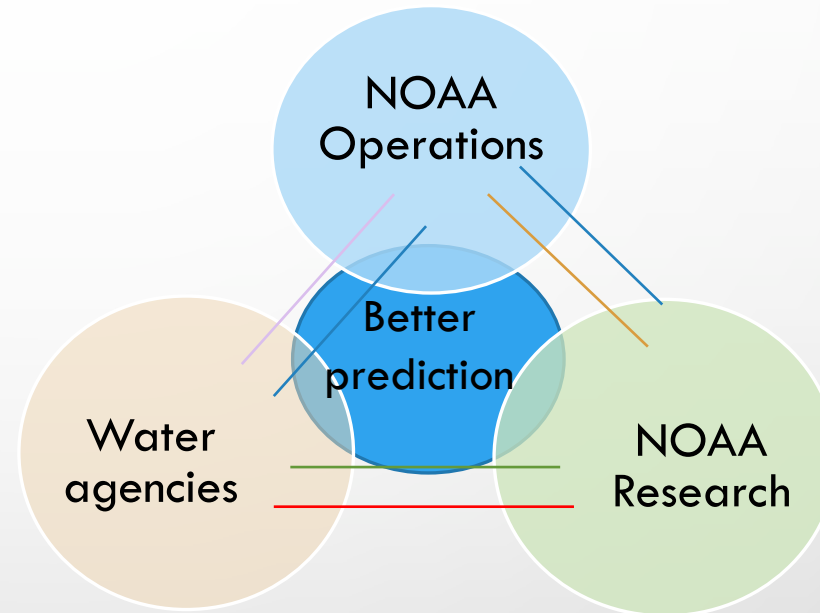 NOAA
Operations
Better
prediction
Water
agencies
NOAA
Research